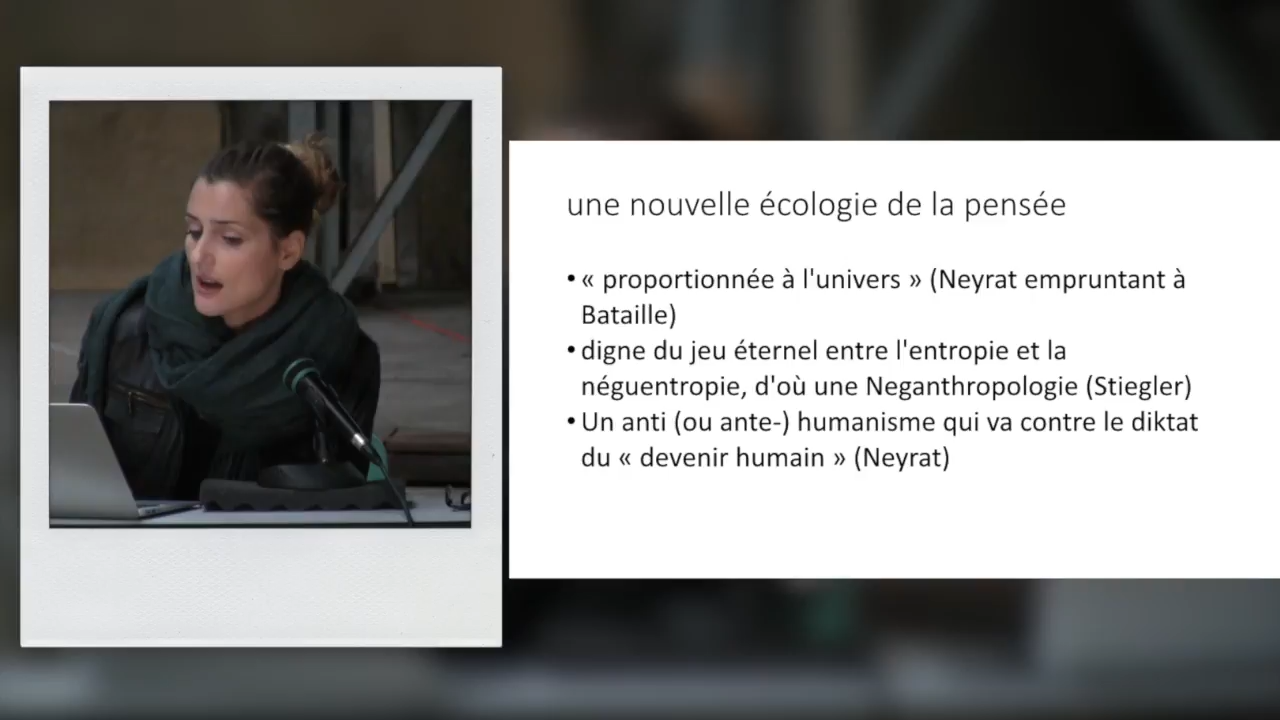 une nouvelle écologie de la pensée
• « proportionnée à l'univers » (Neyrat empruntant à
Bataille)
• digne du jeu éternel entre l'entropie et la
néguentropie, d'où une Neganthropologie (Stiegler)
• Un anti (ou ante-) humanisme qui va contre le diktat
du « devenir humain » (Neyrat)